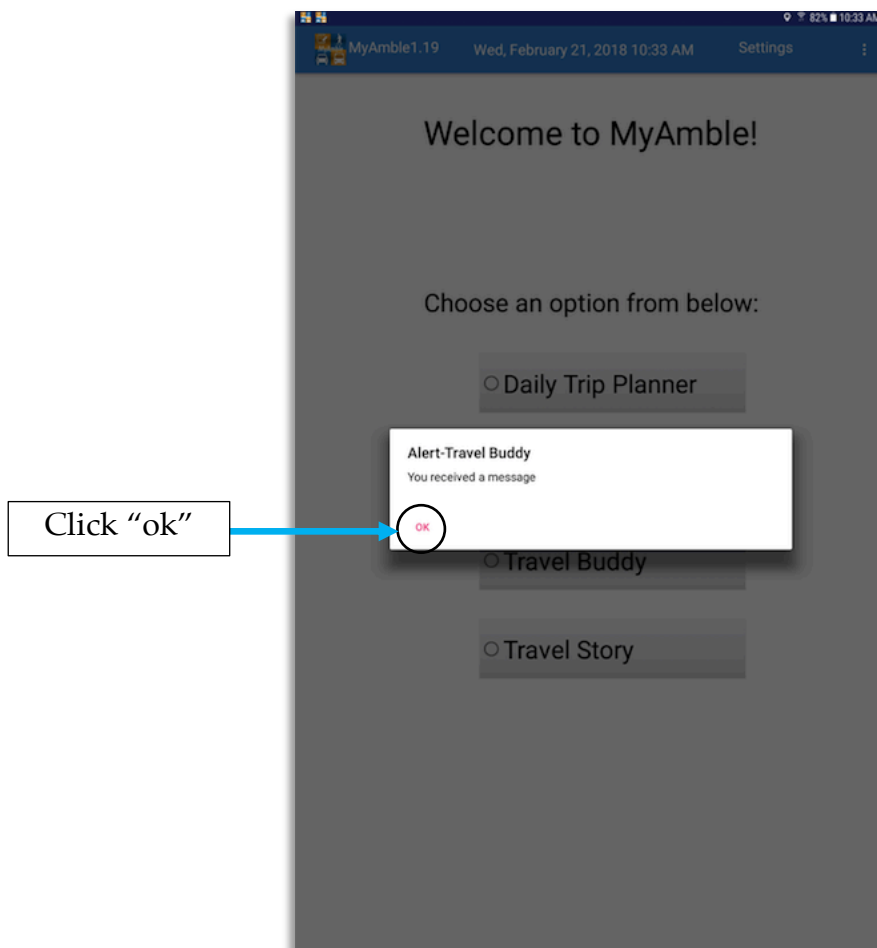 82% 10:33 AM
MyAmble1.19 Wed, February 21, 2018 10:33 AM Settings
Welcome to MyAmble!
Choose an option from below:
Daily Trip Planner
Alert-Travel Buddy
You received a message
Click “ok”
OK
Travel Buddy
Travel Story